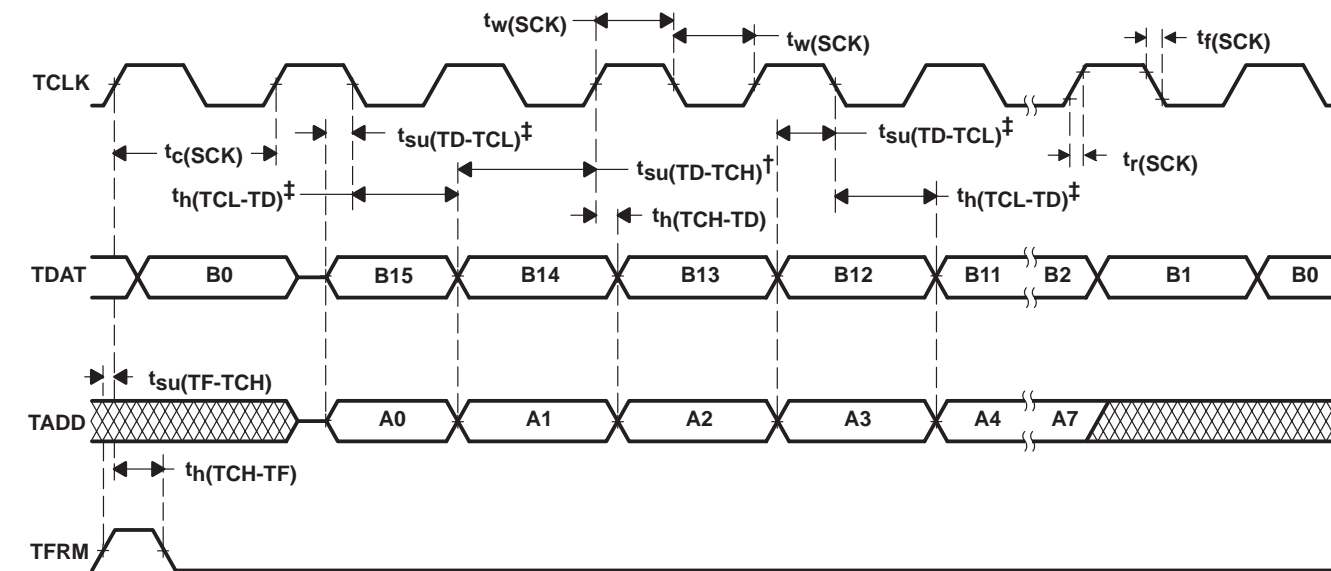 tw(SCK)
tw(SCK)
tf(SCK)
TCLK
tsu(TD-TCL)‡
tsu(TD-TCL)‡
tc(SCK)
tsu(TD-TCH)†
tr(SCK)
th(TCL-TD)‡
th(TCL-TD)‡
th(TCH-TD)
TDAT B0 B15 B14 B13 B12 B11 B2 B1 B0
tsu(TF-TCH)
TADD A0 A1 A2 A3 A4 A7
th(TCH-TF)
TFRM